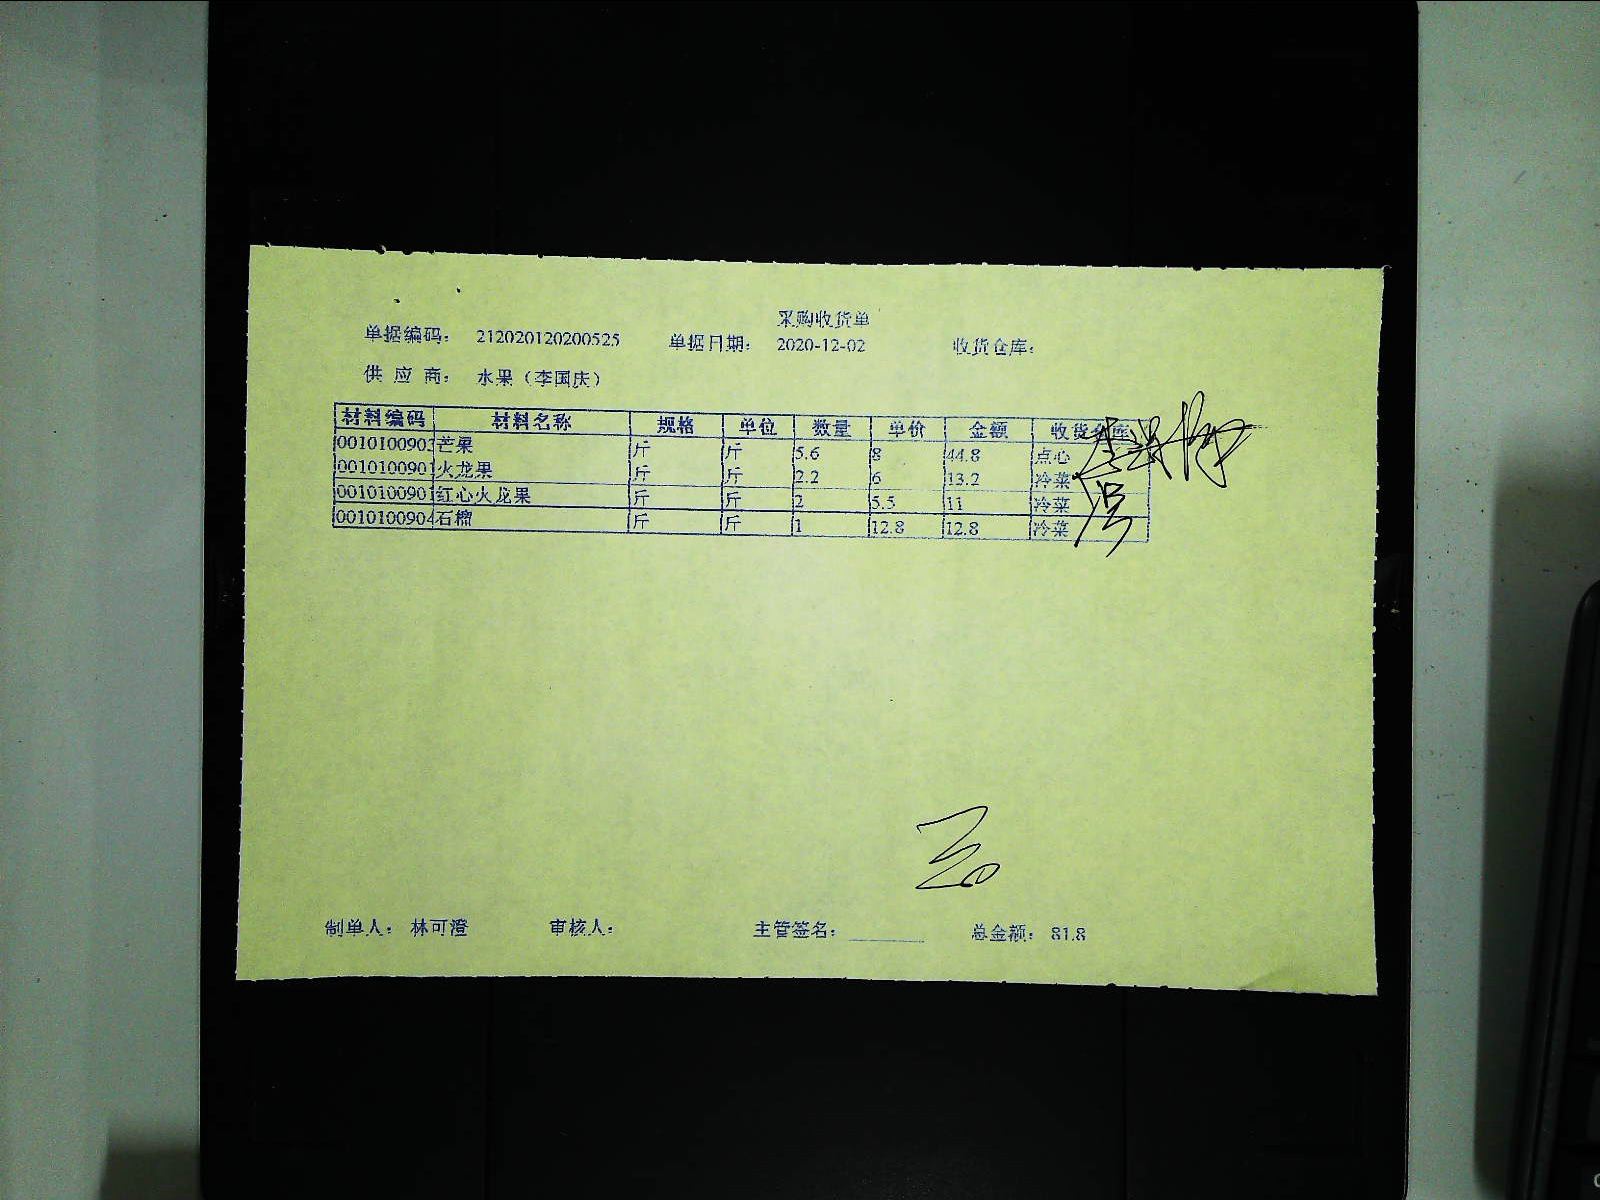 采购收货单
单据编码： 212020120200525 单据日期： 2020-12-02 收货仓库：
供 应 商： 水果（李国庆）
材料编码 材料名称 规格 单位 数量 单价 金额 收货仓库
0010100902 芒果 斤 斤 5.6 8 44.8 点心
0010100901 火龙果 斤 斤 2.2 6 13.2 冷菜
0010100901 红心火龙果 斤 斤 2 5.5 11 冷菜
0010100904 石榴 斤 斤 1 12.8 12.8 冷菜
制单人： 林可澄 审核人： 主管签名： 总金额： 81.8